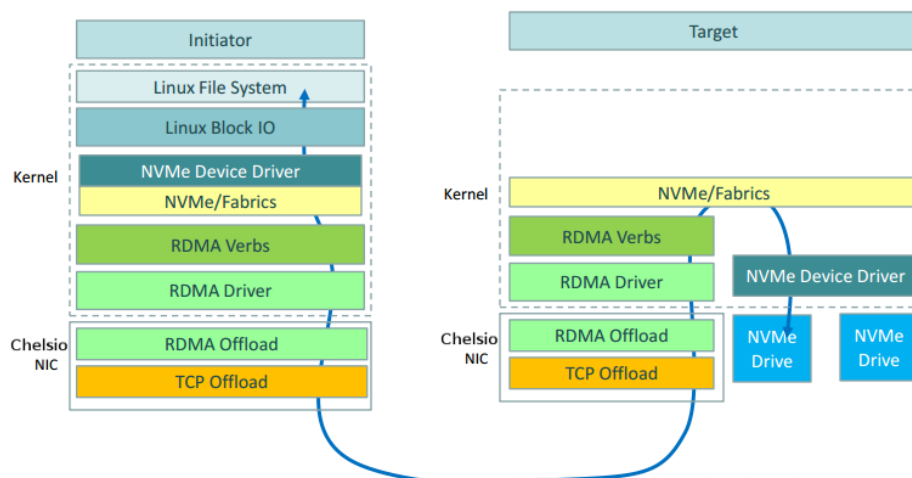 Initiator
Linux File System
Linux Block IO
Kernel
NVMe Device Driver
NVMe/Fabrics
RDMA Verbs
RDMA Driver
Chelsio
NIC
RDMA Offload
TCP Offload
Target
Kernel
NVMe/Fabrics
RDMA Verbs
RDMA Driver
NVMe Device Driver
Chelsio
NIC
RDMA Offload
TCP Offload
NVMe
Drive
NVMe
Drive